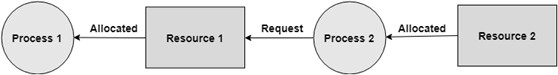 Process 1
Allocated
Resource 1
Request
Process 2
Allocated
Resource 2